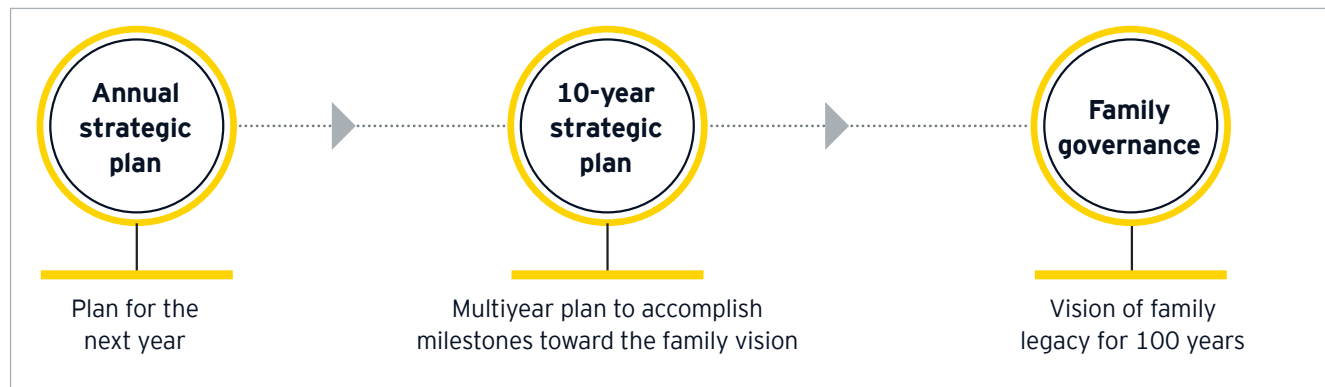 Annual
strategic
plan
10-year
strategic
plan
Family
governance
Plan for the
next year
Multiyear plan to accomplish
milestones toward the family vision
Vision of family
legacy for 100 years